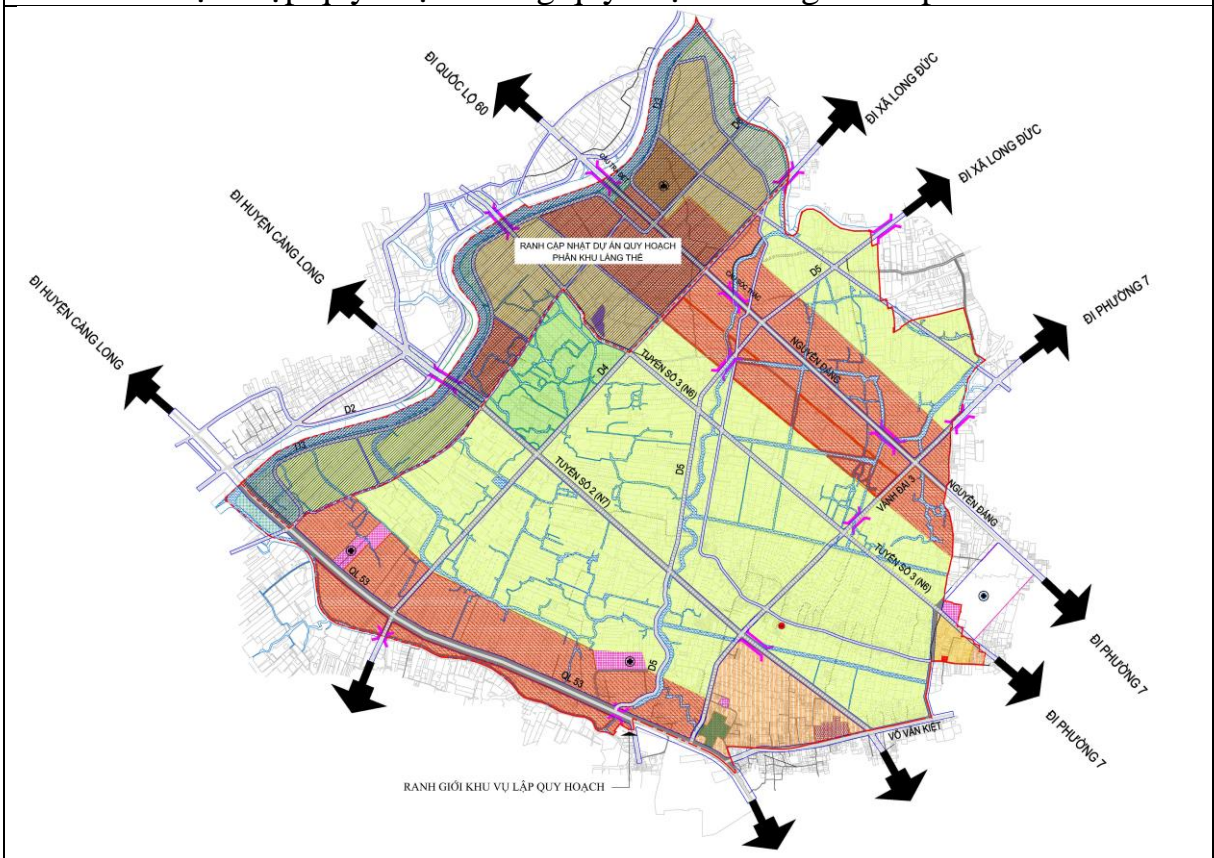 ĐI QUỐC LỘ 60
ĐI XÃ LONG ĐỨC
ĐI XÃ LONG ĐỨC
ĐI HUYỆN CÀNG LONG
ĐI HUYỆN CÀNG LONG
ĐI PHƯỜNG 7
D3
RANH CẬP NHẬT DỰ ÁN QUY HOẠCH
PHÂN KHU LÁNG THÉ
D5
NGUYỄN ĐÁNG
TUYẾN SỐ 3 (N6)
D4
D2
D3
D5
TUYẾN SỐ 2 (N7)
VÀNH ĐAI 3
NGUYỄN ĐÁNG
TUYẾN SỐ 3 (N6)
QL 53
D5
QL 53
VÕ VĂN KIỆT
ĐI PHƯỜNG 7
ĐI PHƯỜNG 7
RANH GIỚI KHU VỤ LẬP QUY HOẠCH